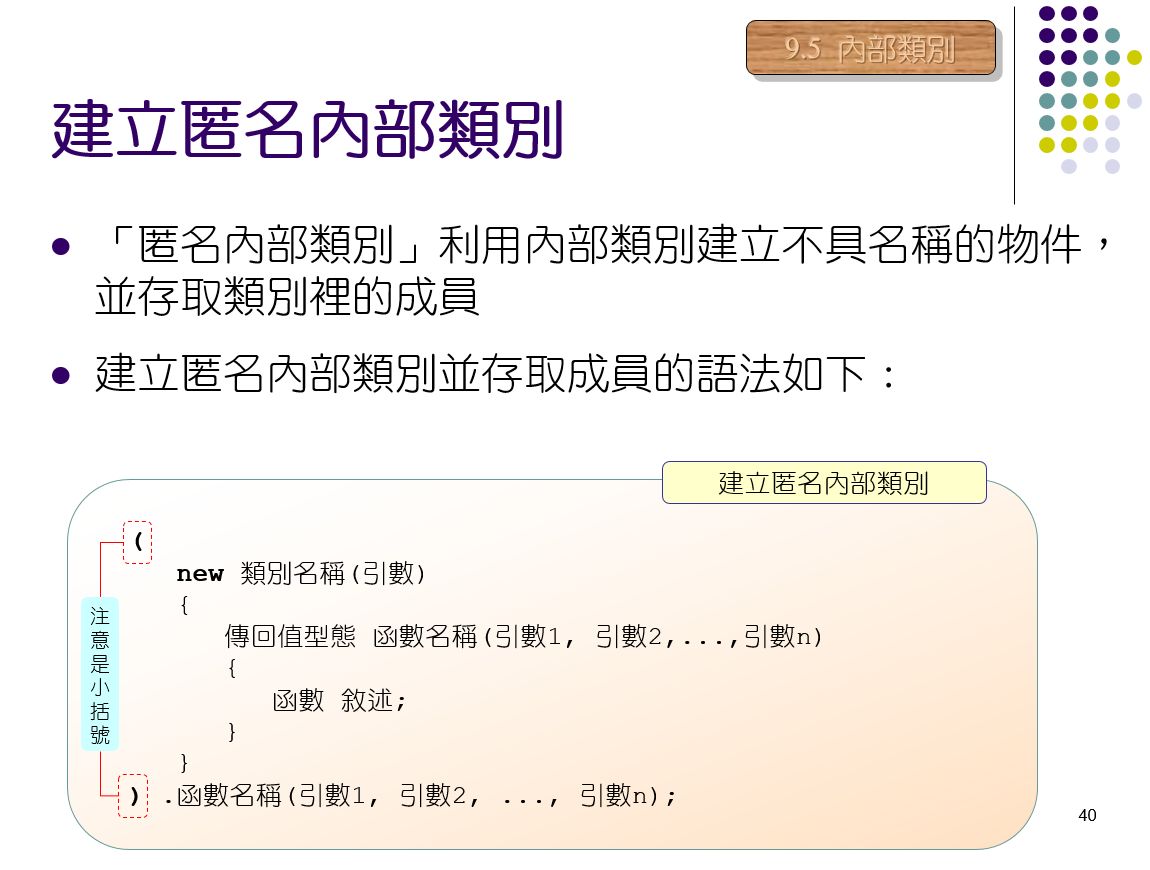 9.5 內部類別
建立匿名內部類別
「匿名內部類別」利用內部類別建立不具名稱的物件，
並存取類別裡的成員
建立匿名內部類別並存取成員的語法如下：
建立匿名內部類別
(
new 類別名稱(引數)
{
傳回值型態 函數名稱(引數1, 引數2,...,引數n)
{
函數 敘述;
}
}
) .函數名稱(引數1, 引數2, ..., 引數n);
注意是小括號
40